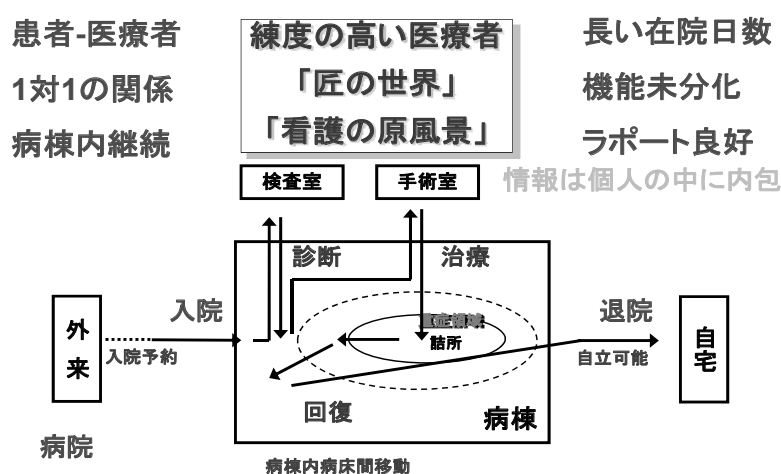 患者-医療者
1対1の関係
病棟内継続
練度の高い医療者
「匠の世界」
「看護の原風景」
長い在院日数
機能未分化
ラポート良好
情報は個人の中に内包
検査室
手術室
診断
治療
入院
外来
入院予約
重症領域
詰所
退院
自立可能
自宅
回復
病棟
病院
病棟内病床間移動